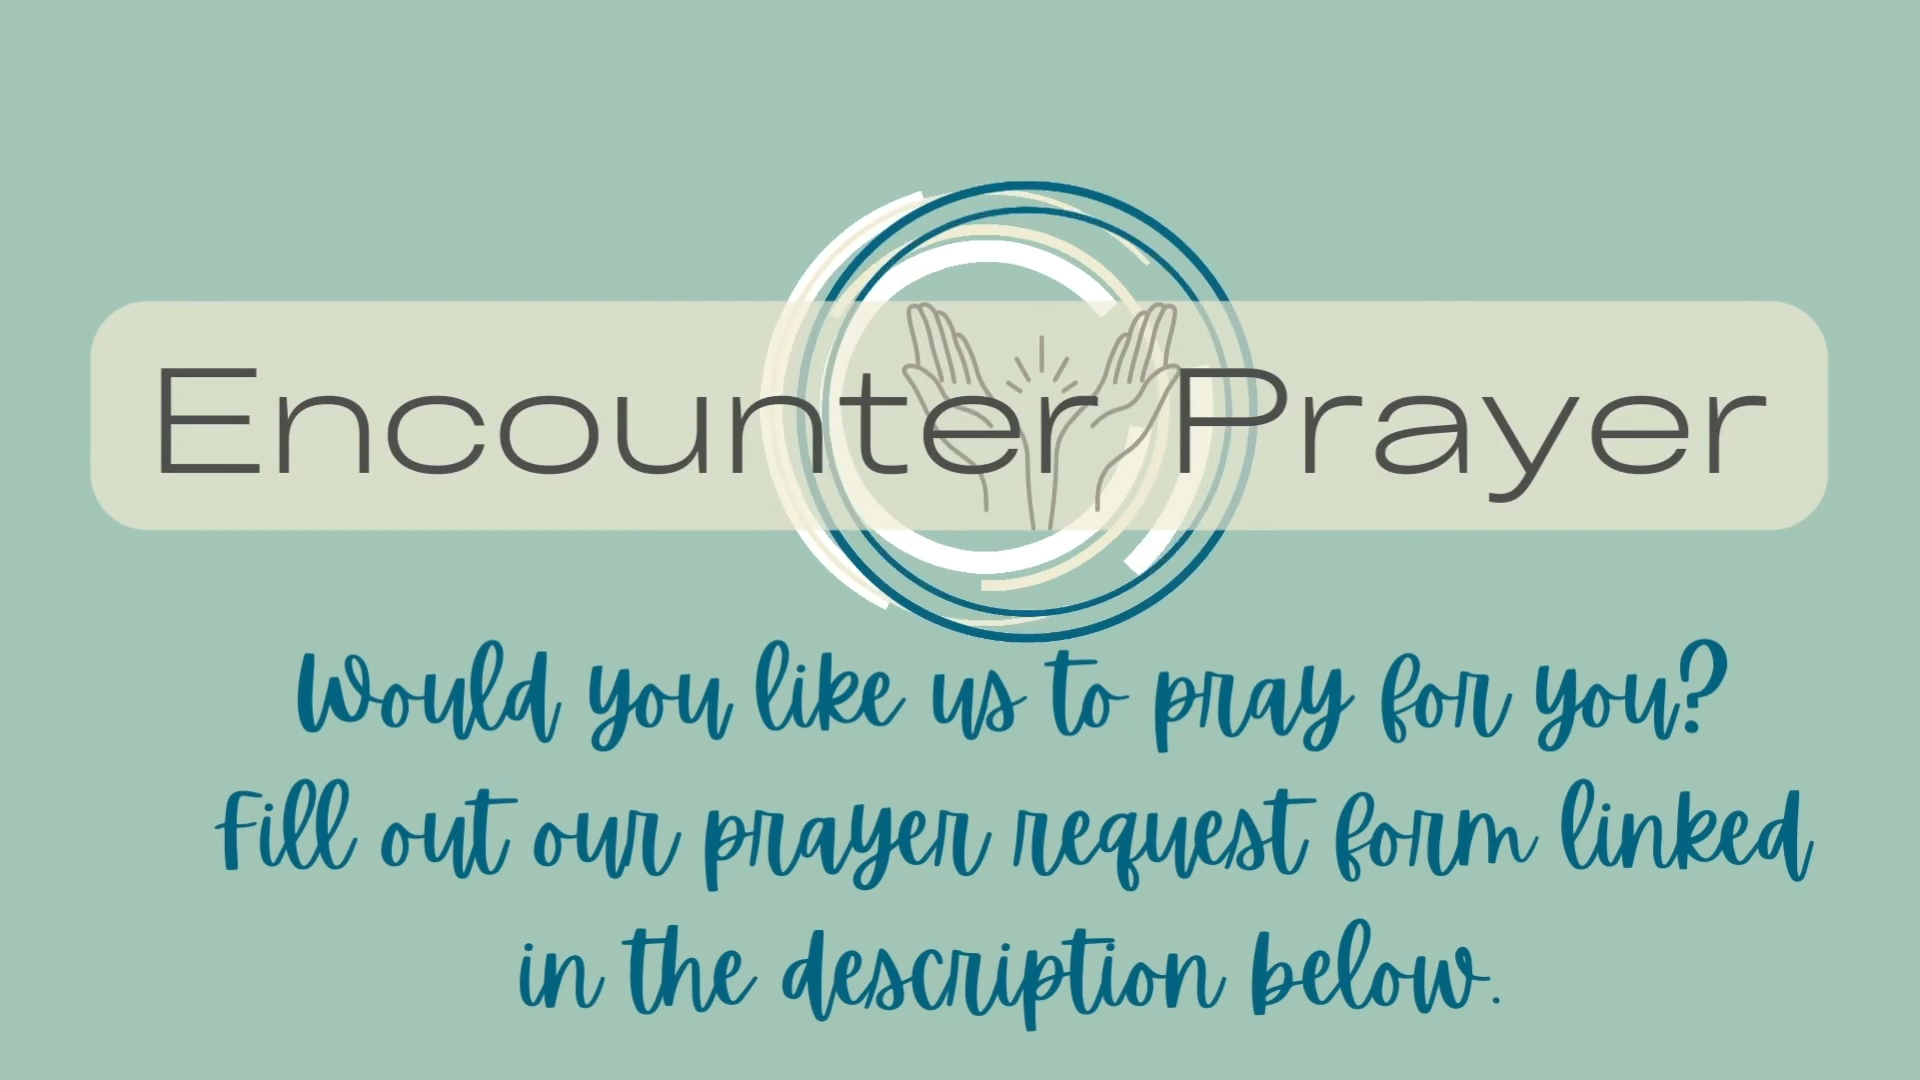 Encounter Prayer
Would you like us to pray for you?
Fill out our prayer request form linked
in the description below.